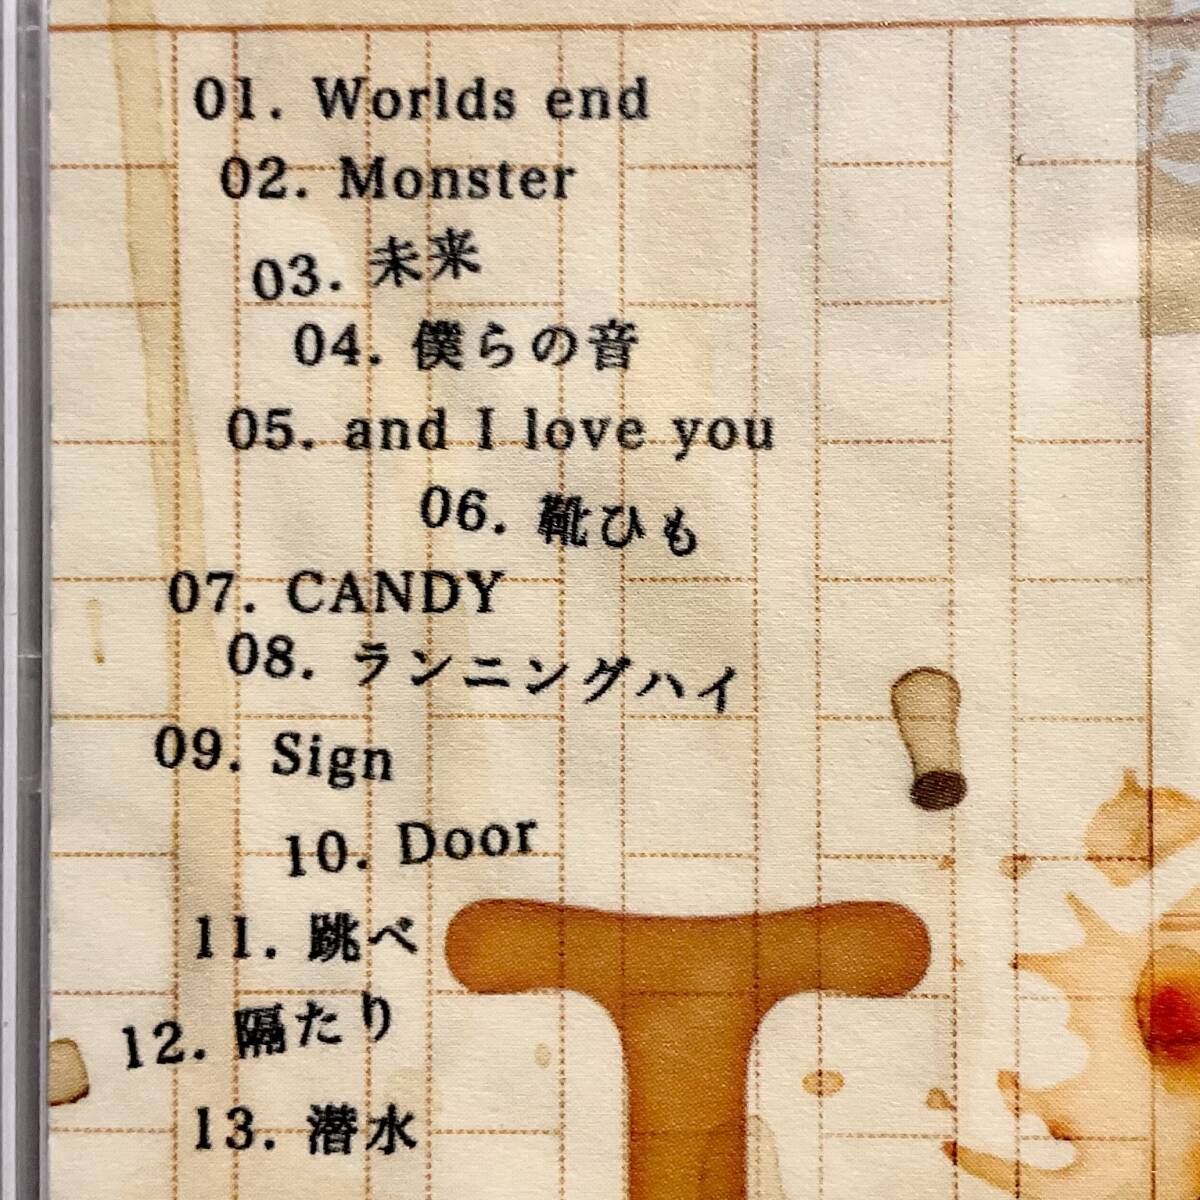 01. Worlds end
02. Monster
03. 未来
04. 僕らの音
05. and I love you
06. 靴ひも
07. CANDY
08. ランニングハイ
09. Sign
10. Door
11. 跳べ
12. 隔たり
13. 潜水